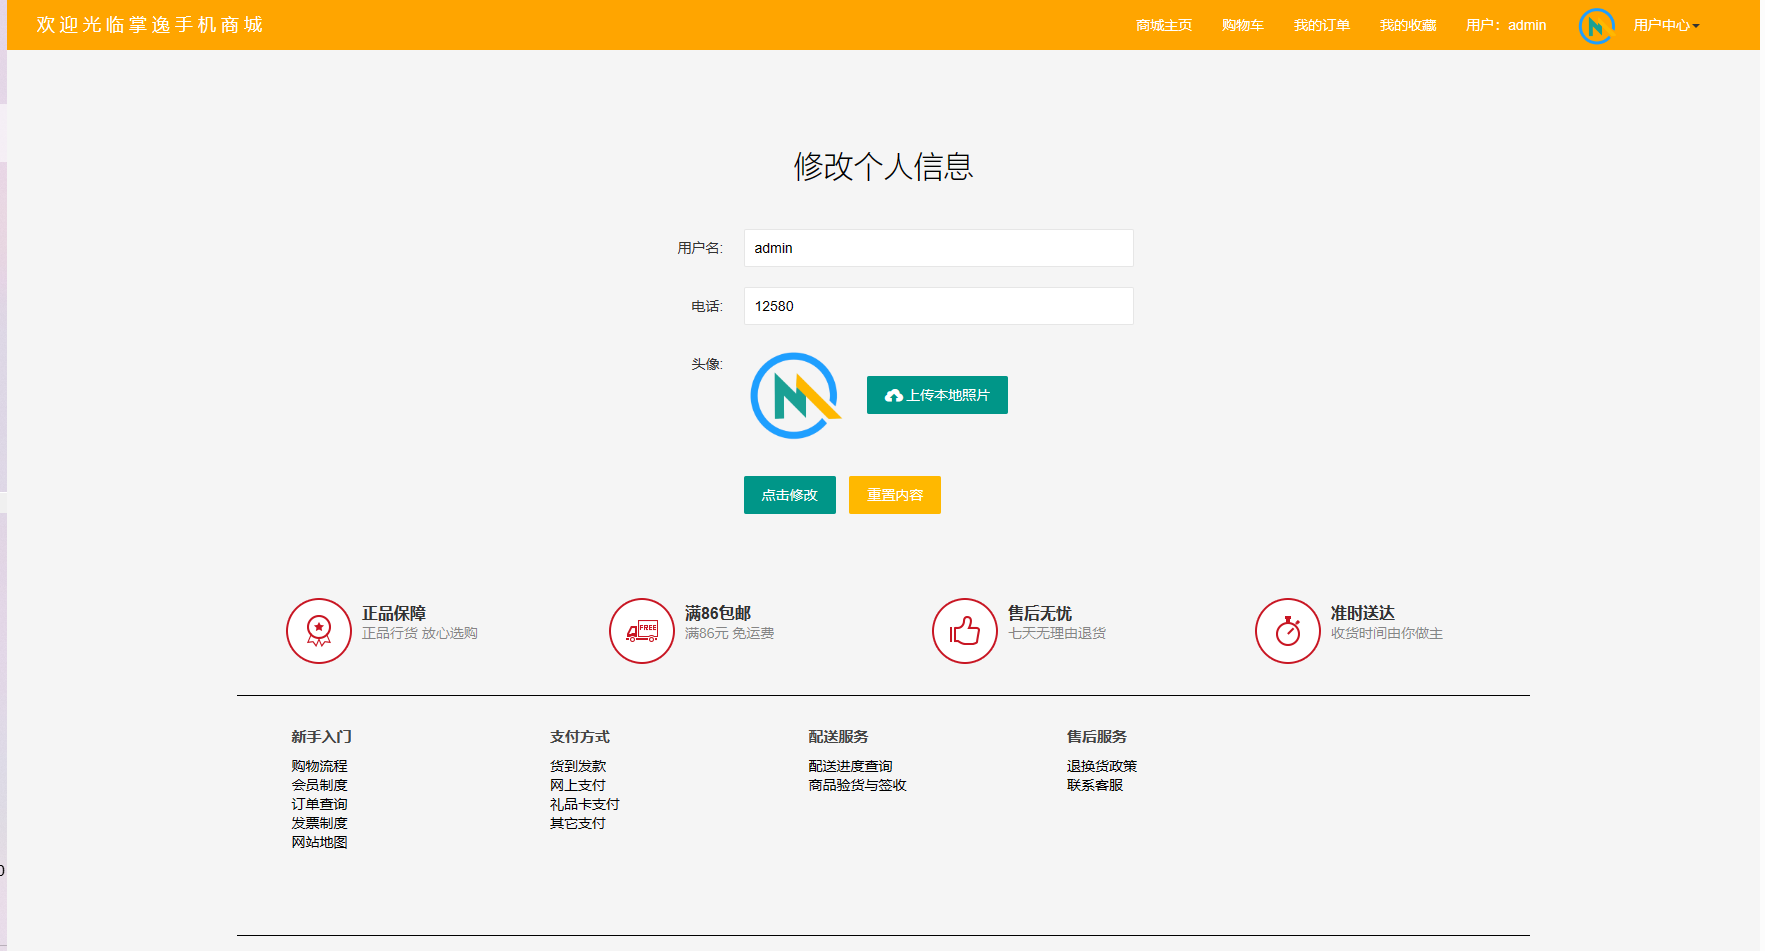 欢迎光临掌逸手机商城
商城主页 购物车 我的订单 我的收藏 用户：admin 用户中心
修改个人信息
用户名: admin
电话: 12580
头像: 上传本地照片
点击修改 重置内容
正品保障
正品行货 放心选购
满86包邮
FREE
满86元 免运费
售后无忧
七天无理由退货
准时送达
收货时间由你做主
新手入门
购物流程
会员制度
订单查询
发票制度
网站地图
支付方式
货到发款
网上支付
礼品卡支付
其它支付
配送服务
配送进度查询
商品验货与签收
售后服务
退换货政策
联系客服